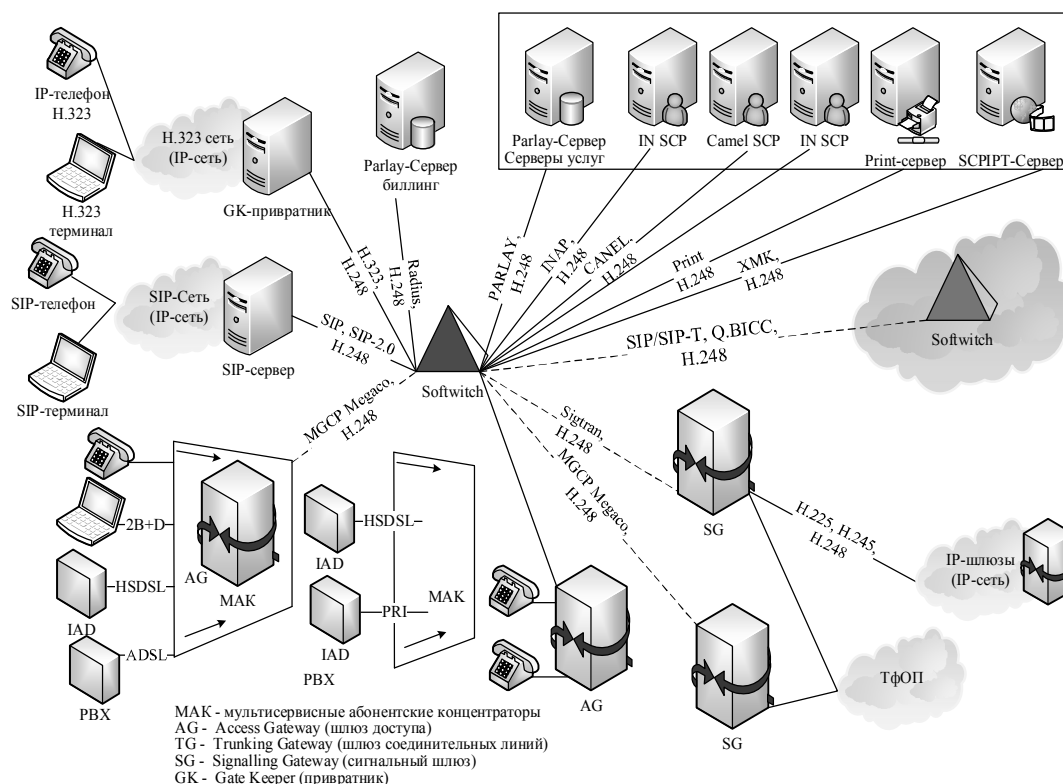 IP-телефон
H.323
H.323
терминал
H.323 сеть
(IP-сеть)
GK-привратник
Parlay-Сервер
биллинг
Parlay-Сервер
Серверы услуг
IN SCP
Camel SCP
IN SCP
Print-сервер
SCPIPT-Сервер
SIP-телефон
SIP-терминал
SIP-Сеть
(IP-сеть)
SIP-сервер
H.323,
H.248
Radius,
H.248
PARLAY,
H.248
INAP,
H.248
CANEL,
H.248
Print
H.248
XMK,
H.248
SIP, SIP-2.0
H.248
Softwitch
SIP/SIP-T, Q.BICC,
H.248
Softwitch
MGCP Megaco,
H.248
Sigtran,
H.248
MGCP Megaco,
H.248
SG
H.225, H.245,
H.248
IP-шлюзы
(IP-сеть)
2B+D
HSDSL
IAD
ADSL
PBX
AG
МАК
HSDSL
IAD
PRI
МАК
IAD
PBX
AG
SG
ТфОП
МАК - мультисервисные абонентские концентраторы
AG - Access Gateway (шлюз доступа)
TG - Trunking Gateway (шлюз соединительных линий)
SG - Signalling Gateway (сигнальный шлюз)
GK - Gate Keeper (привратник)